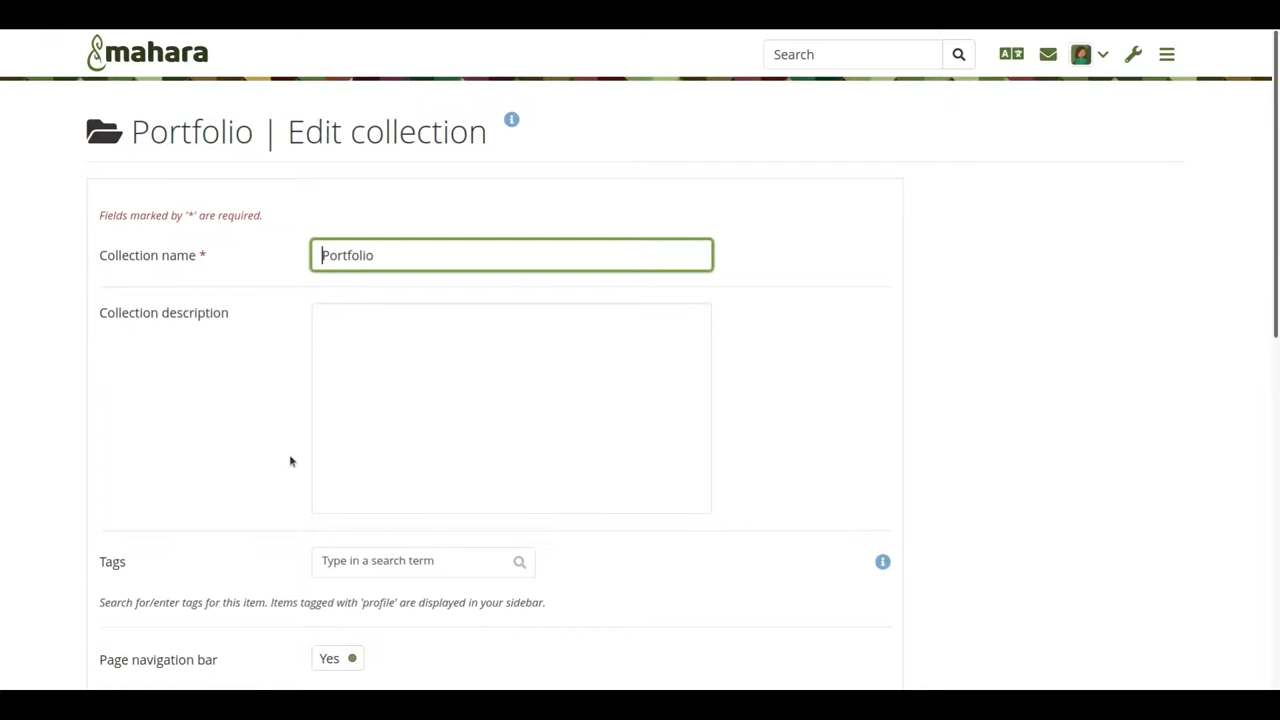 mahara
Search
Portfolio | Edit collection
Fields marked by '*' are required.
Collection name *
Portfolio
Collection description
Tags
Type in a search term
Search for/enter tags for this item. Items tagged with 'profile' are displayed in your sidebar.
Page navigation bar
Yes